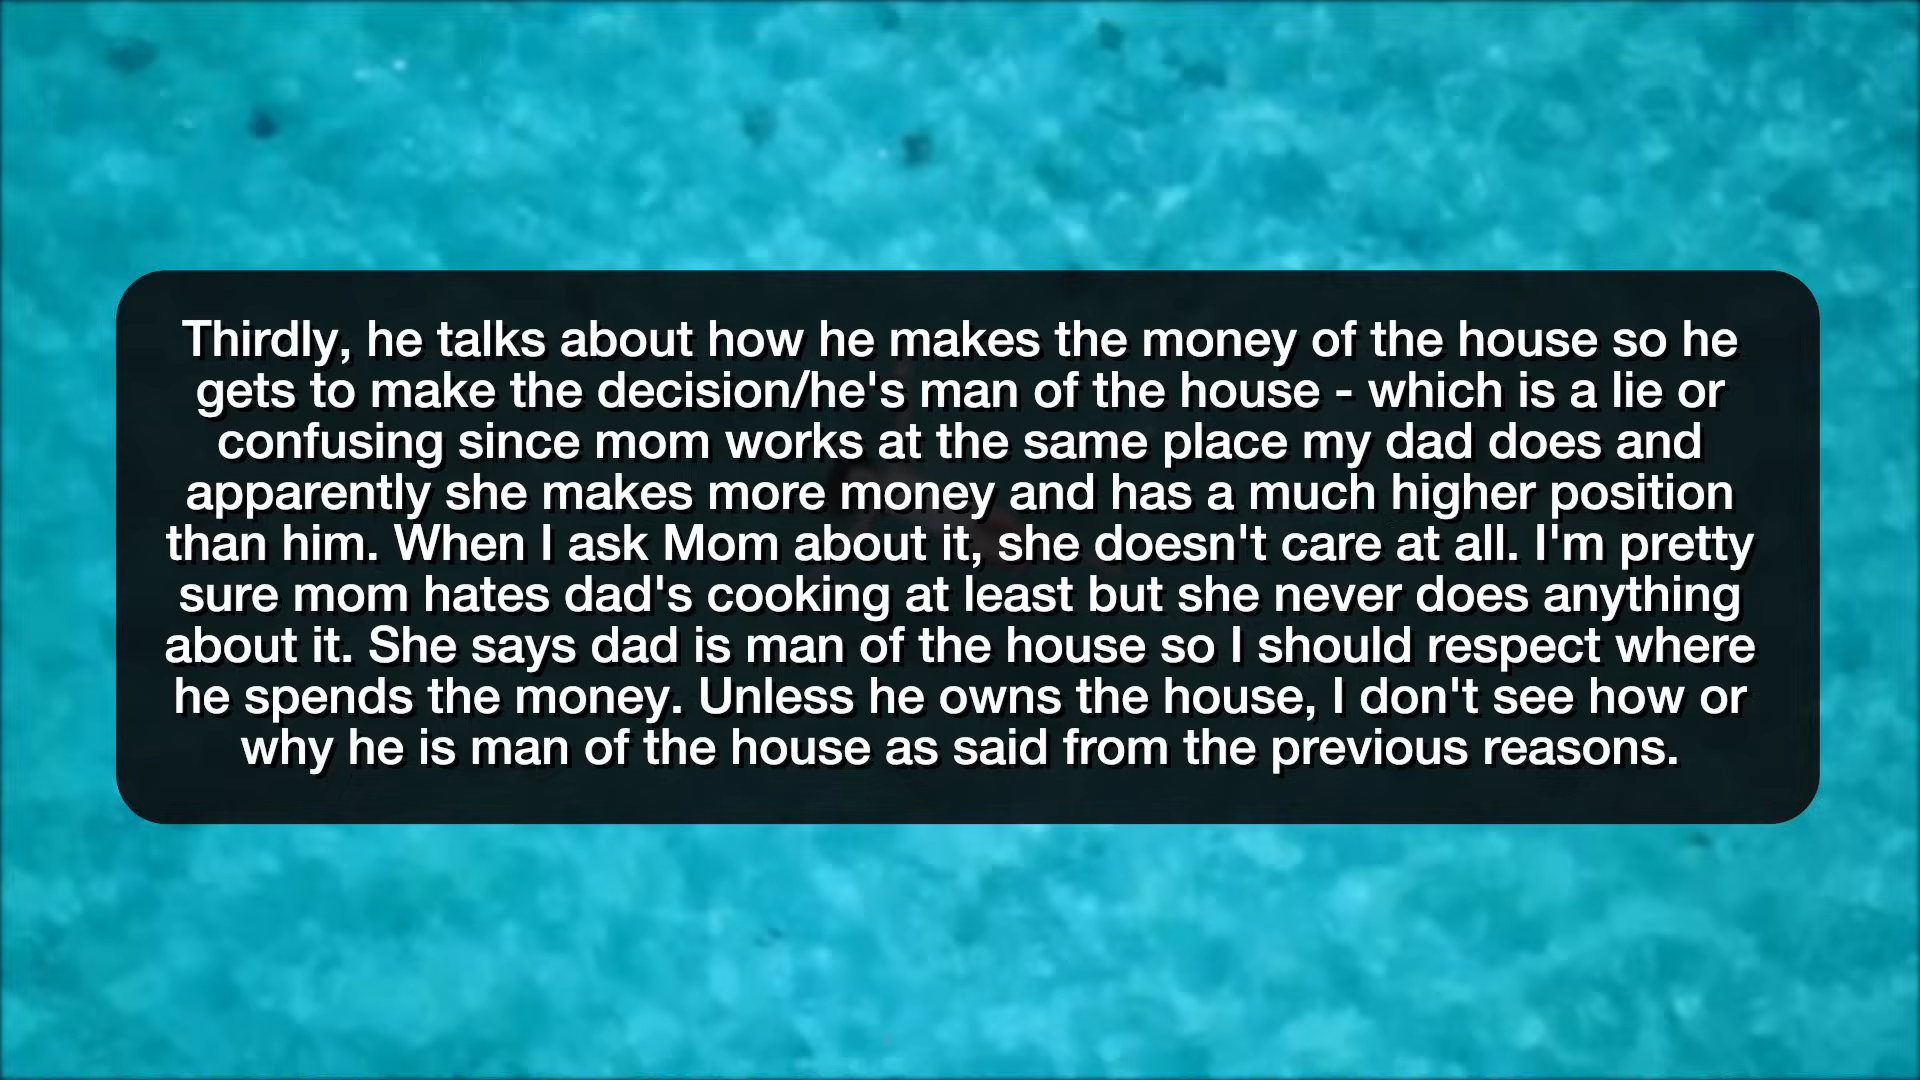 Thirdly, he talks about how he makes the money of the house so he
gets to make the decision/he's man of the house - which is a lie or
confusing since mom works at the same place my dad does and
apparently she makes more money and has a much higher position
than him. When I ask Mom about it, she doesn't care at all. I'm pretty
sure mom hates dad's cooking at least but she never does anything
about it. She says dad is man of the house so I should respect where
he spends the money. Unless he owns the house, I don't see how or
why he is man of the house as said from the previous reasons.